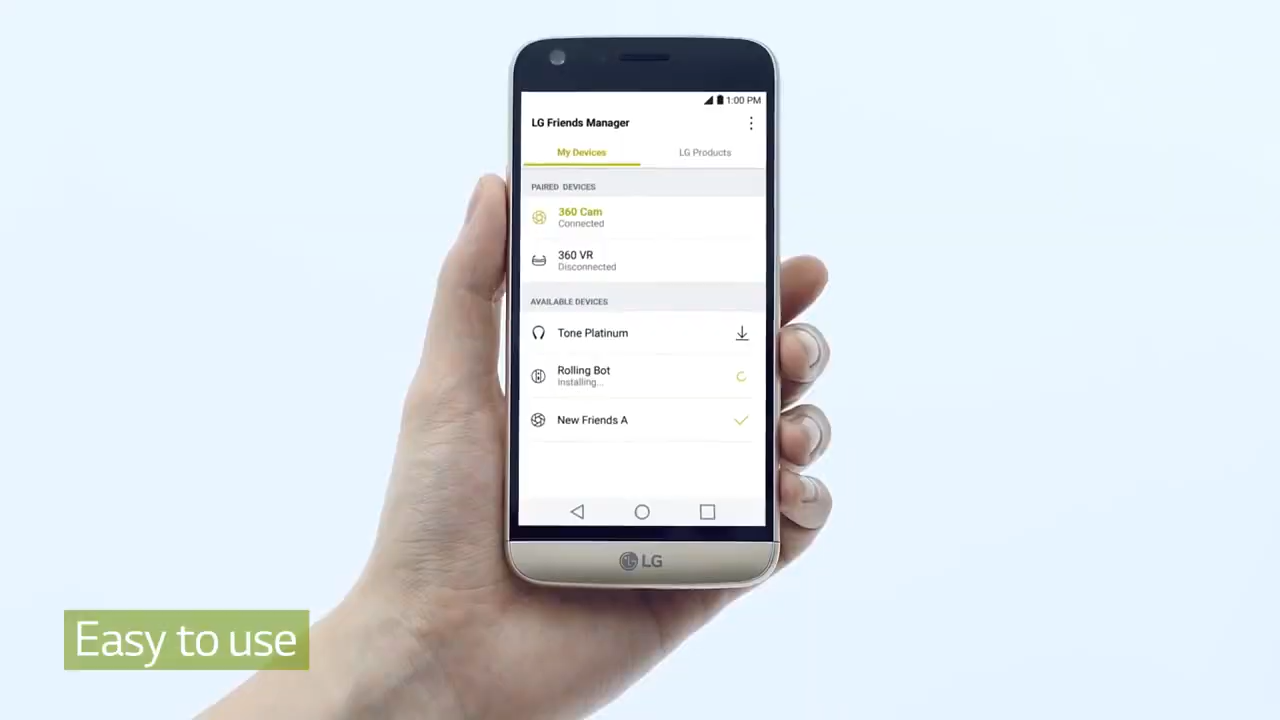 1:00 PM
LG Friends Manager
My Devices
LG Products
PAIRED DEVICES
360 Cam
Connected
360 VR
Disconnected
AVAILABLE DEVICES
Tone Platinum
Rolling Bot
Installing...
New Friends A
LG
Easy to use